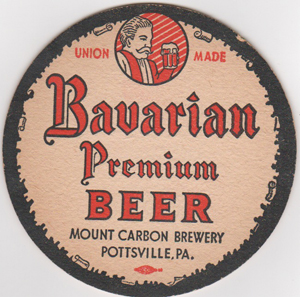 UNION MADE
Bavarian
Premium
BEER
MOUNT CARBON BREWERY
POTTSVILLE, PA.